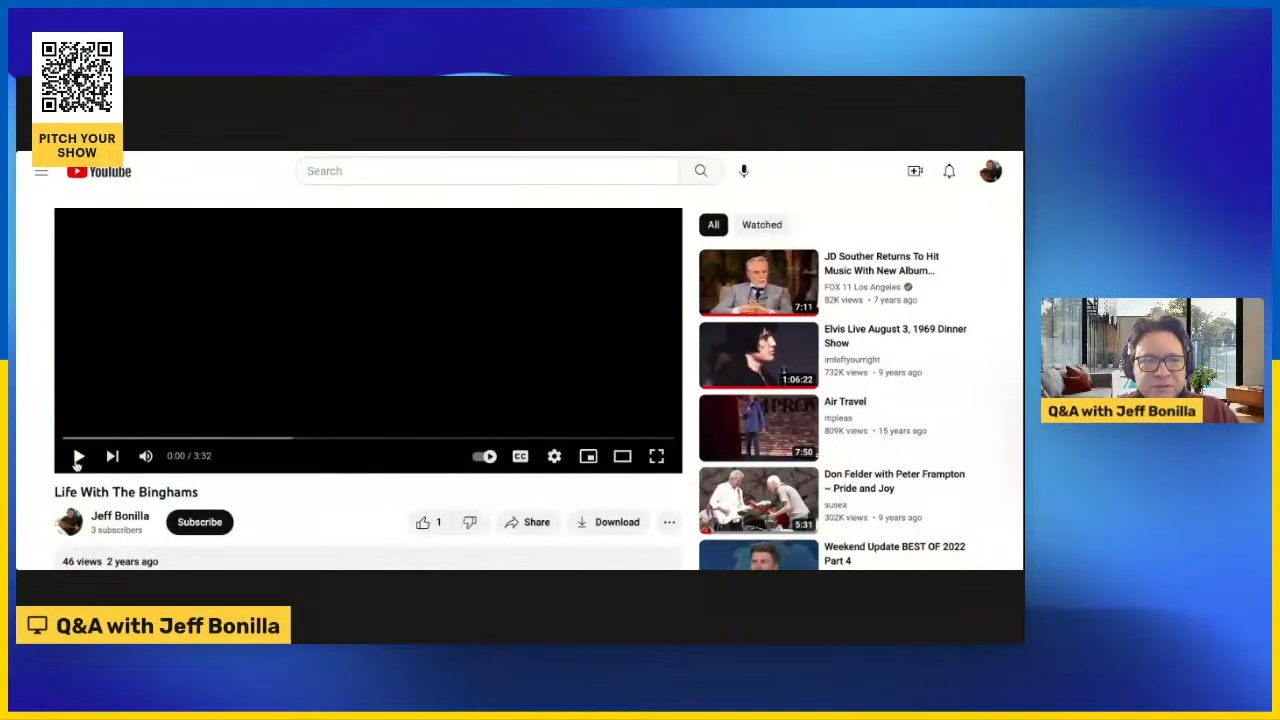 PITCH YOUR
SHOW
YouTube
Search
0:00 / 3:32
CC
Life With The Binghams
Jeff Bonilla
3 subscribers
Subscribe
1
Share
Download
46 views 2 years ago
All
Watched
JD Souther Returns To Hit
Music With New Album...
FOX 11 Los Angeles
82K views • 7 years ago
7:11
Elvis Live August 3, 1969 Dinner
Show
imleftyourright
732K views • 9 years ago
1:06:22
IMPROV
Air Travel
mpleas
809K views • 15 years ago
7:50
Don Felder with Peter Frampton
~ Pride and Joy
susea
302K views • 9 years ago
5:31
Weekend Update BEST OF 2022
Part 4
Q&A with Jeff Bonilla
Q&A with Jeff Bonilla